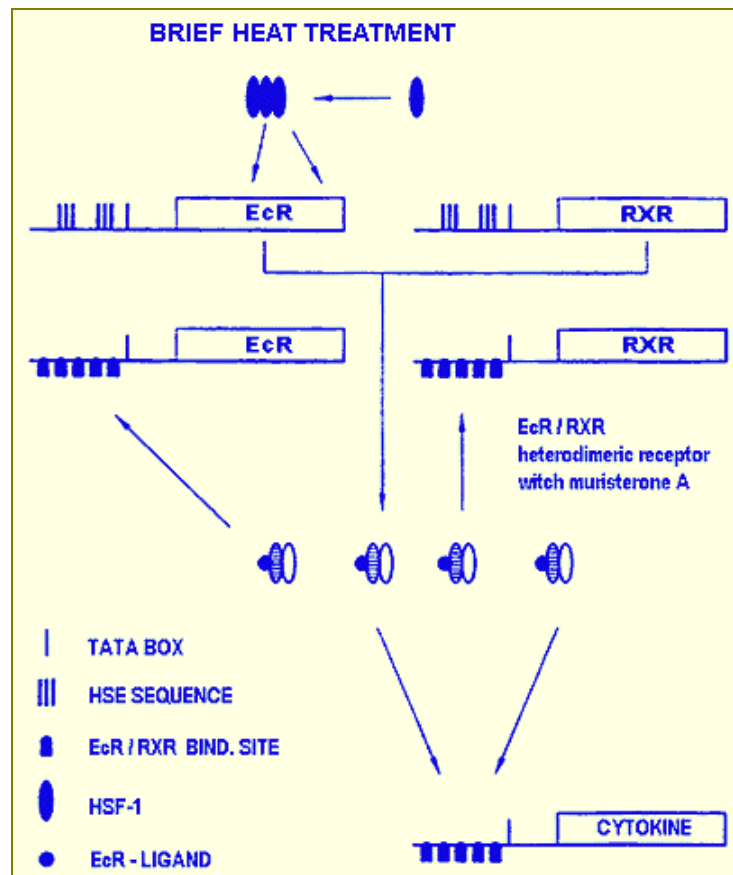 BRIEF HEAT TREATMENT
EcR
RXR
EcR
RXR
EcR / RXR
heterodimeric receptor
witch muristerone A
TATA BOX
HSE SEQUENCE
EcR / RXR BIND. SITE
HSF-1
EcR - LIGAND
CYTOKINE